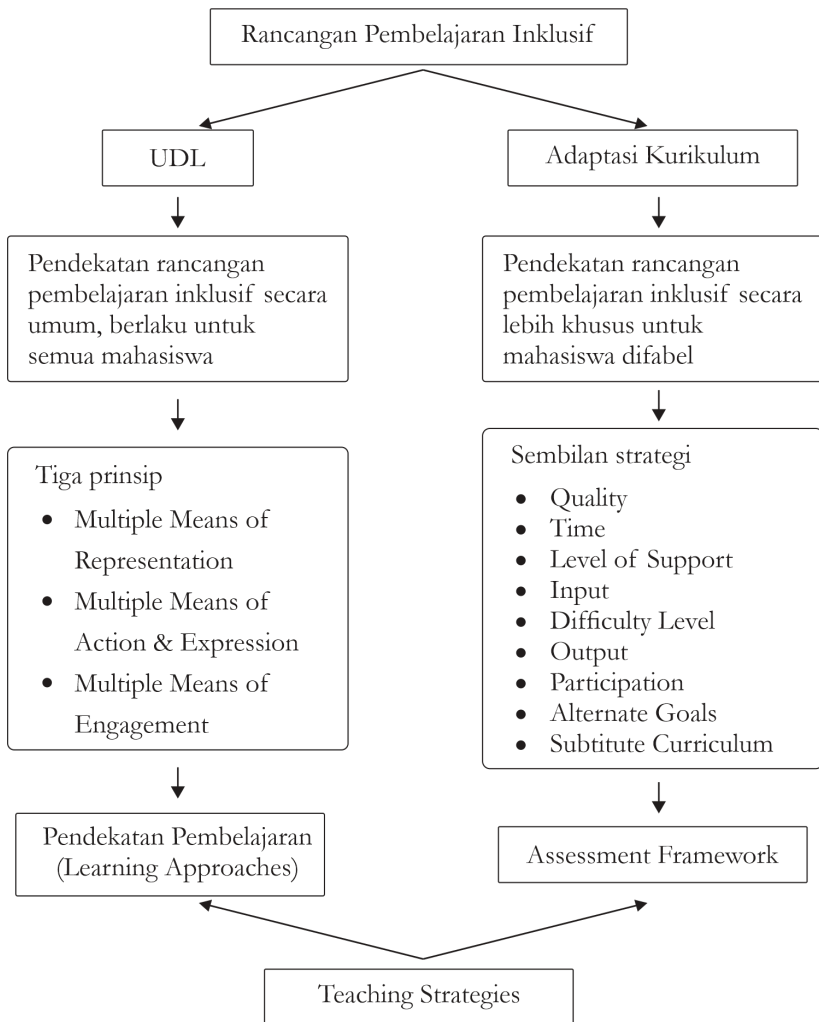 Rancangan Pembelajaran Inklusif
UDL
Adaptasi Kurikulum
Pendekatan rancangan
pembelajaran inklusif secara
umum, berlaku untuk
semua mahasiswa
Pendekatan rancangan
pembelajaran inklusif secara
lebih khusus untuk
mahasiswa difabel
Tiga prinsip
• Multiple Means of
Representation
• Multiple Means of
Action & Expression
• Multiple Means of
Engagement
Sembilan strategi
• Quality
• Time
• Level of Support
• Input
• Difficulty Level
• Output
• Participation
• Alternate Goals
• Subtitute Curriculum
Pendekatan Pembelajaran
(Learning Approaches)
Assessment Framework
Teaching Strategies